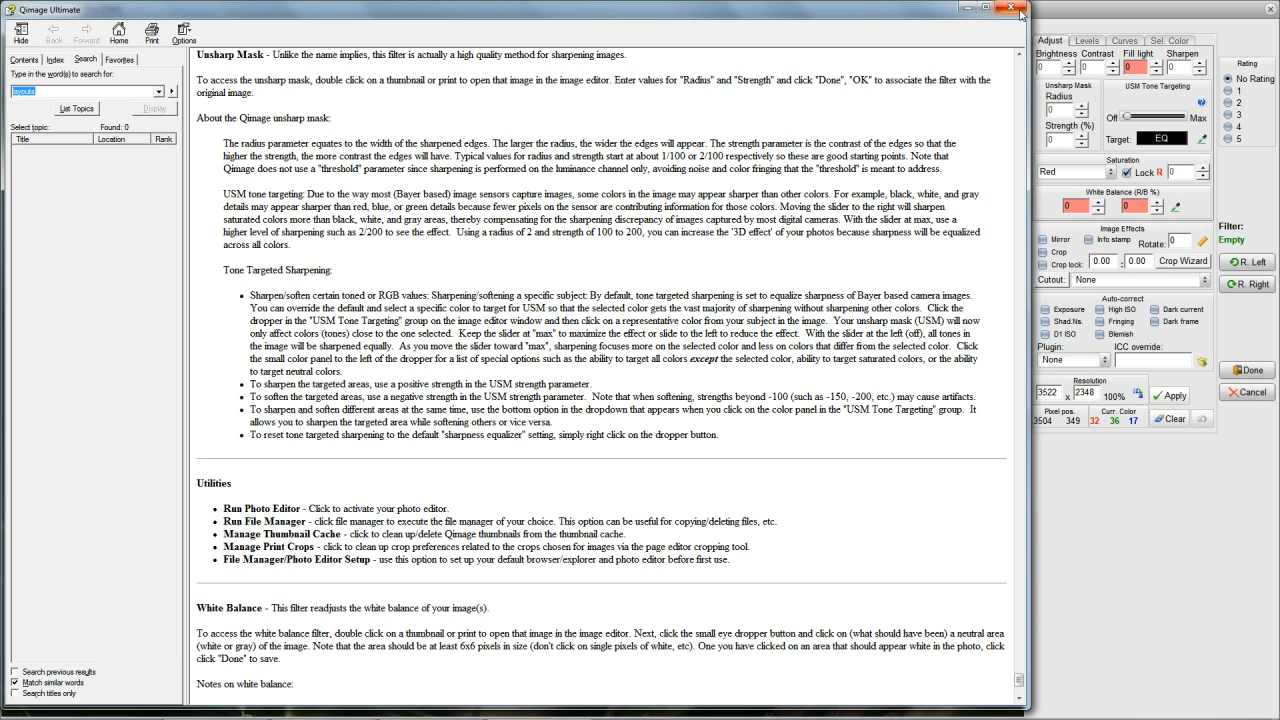 Qimage Ultimate
Hide
Back
Forward
Home
Print
Options
Contents
Index
Search
Favorites
Type in the word(s) to search for:
layouts
List Topics
Display
Select topic:
Found: 0
Title
Location
Rank
Search previous results
Match similar words
Search titles only
Unsharp Mask - Unlike the name implies, this filter is actually a high quality method for sharpening images.
To access the unsharp mask, double click on a thumbnail or print to open that image in the image editor. Enter values for "Radius" and "Strength" and click "Done", "OK" to associate the filter with the
original image.
About the Qimage unsharp mask:
The radius parameter equates to the width of the sharpened edges. The larger the radius, the wider the edges will appear. The strength parameter is the contrast of the edges so that the
higher the strength, the more contrast the edges will have. Typical values for radius and strength start at about 1/100 or 2/100 respectively so these are good starting points. Note that
Qimage does not use a "threshold" parameter since sharpening is performed on the luminance channel only, avoiding noise and color fringing that the "threshold" is meant to address.
USM tone targeting: Due to the way most (Bayer based) image sensors capture images, some colors in the image may appear sharper than other colors. For example, black, white, and gray
details may appear sharper than red, blue, or green details because fewer pixels on the sensor are contributing information for those colors. Moving the slider to the right will sharpen
saturated colors more than black, white, and gray areas, thereby compensating for the sharpening discrepancy of images captured by most digital cameras. With the slider at max, use a
higher level of sharpening such as 2/200 to see the effect. Using a radius of 2 and strength of 100 to 200, you can increase the '3D effect' of your photos because sharpness will be equalized
across all colors.
Tone Targeted Sharpening:
Sharpen/soften certain toned or RGB values: Sharpening/softening a specific subject: By default, tone targeted sharpening is set to equalize sharpness of Bayer based camera images.
You can override the default and select a specific color to target for USM so that the selected color gets the vast majority of sharpening without sharpening other colors. Click the
dropper in the "USM Tone Targeting" group on the image editor window and then click on a representative color from your subject in the image. Your unsharp mask (USM) will now
only affect colors (tones) close to the one selected. Keep the slider at "max" to maximize the effect or slide to the left to reduce the effect. With the slider at the left (off), all tones in
the image will be sharpened equally. As you move the slider toward "max", sharpening focuses more on the selected color and less on colors that differ from the selected color. Click
the small color panel to the left of the dropper for a list of special options such as the ability to target all colors except the selected color, ability to target saturated colors, or the ability
to target neutral colors.
To sharpen the targeted areas, use a positive strength in the USM strength parameter.
To soften the targeted areas, use a negative strength in the USM strength parameter. Note that when softening, strengths beyond -100 (such as -150, -200, etc.) may cause artifacts.
To sharpen and soften different areas at the same time, use the bottom option in the dropdown that appears when you click on the color panel in the "USM Tone Targeting" group. It
allows you to sharpen the targeted area while softening others or vice versa.
To reset tone targeted sharpening to the default "sharpness equalizer" setting, simply right click on the dropper button.
Utilities
Run Photo Editor - Click to activate your photo editor.
Run File Manager - click file manager to execute the file manager of your choice. This option can be useful for copying/deleting files, etc.
Manage Thumbnail Cache - click to clean up/delete Qimage thumbnails from the thumbnail cache.
Manage Print Crops - click to clean up crop preferences related to the crops chosen for images via the page editor cropping tool.
File Manager/Photo Editor Setup - use this option to set up your default browser/explorer and photo editor before first use.
White Balance - This filter readjusts the white balance of your image(s).
To access the white balance filter, double click on a thumbnail or print to open that image in the image editor. Next, click the small eye dropper button and click on (what should have been) a neutral area
(white or gray) of the image. Note that the area should be at least 6x6 pixels in size (don't click on single pixels of white, etc). One you have clicked on an area that should appear white in the photo, click
click "Done" to save.
Notes on white balance:
Adjust
Levels
Curves
Sel. Color
Brightness Contrast Fill light Sharpen
0 0 0 0
Unsharp Mask
USM Tone Targeting
Radius
0
Off
Max
Strength (%)
0
Target:
EQ
Saturation
Red
Lock R
0
White Balance (R/B %)
0 0
Image Effects
Mirror
Info stamp
Rotate: 0
Crop
Crop lock: 0.00 : 0.00 Crop Wizard
Cutout: None
Auto-correct
Exposure
High ISO
Dark current
Shad.Ns.
Fringing
Dark frame
D1 ISO
Blemish
Plugin:
ICC override:
None
Resolution
3522 x 2348 100%
Apply
Pixel pos.
Curr. Color
3504 349 32 36 17
Clear
Rating
No Rating
1
2
3
4
5
Filter:
Empty
R. Left
R. Right
Done
Cancel